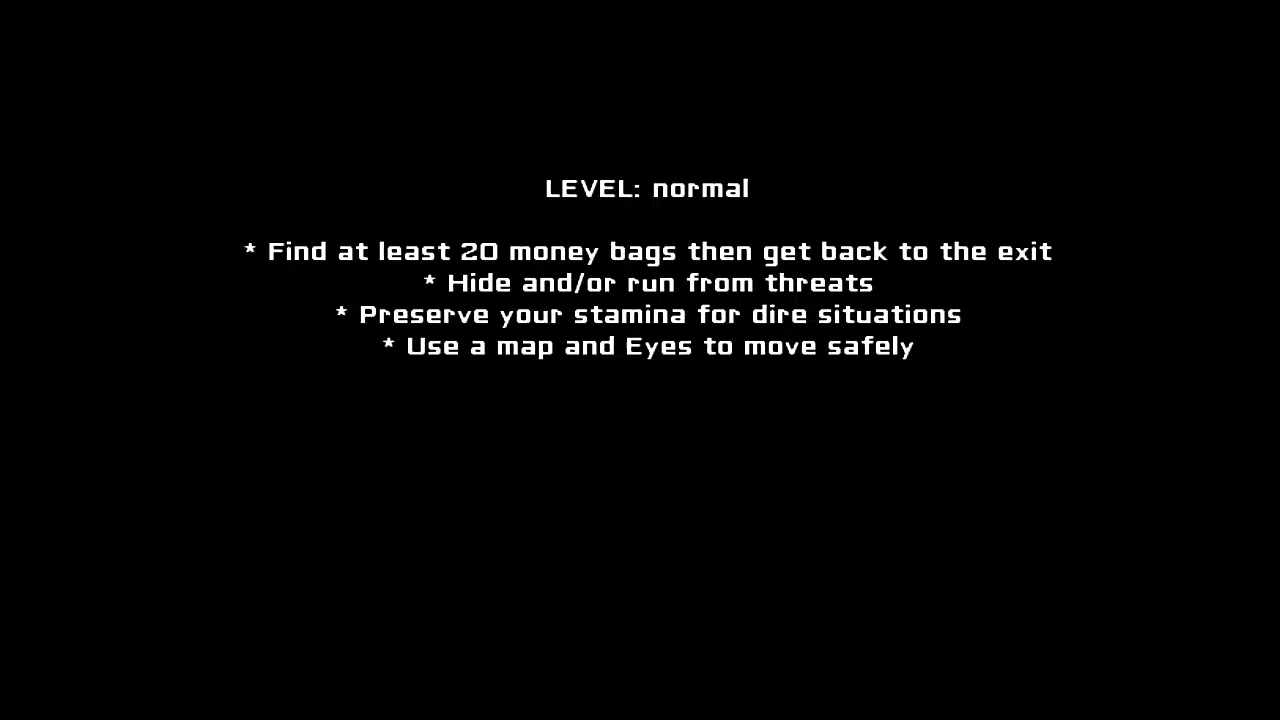 LEVEL: normal
* Find at least 20 money bags then get back to the exit
* Hide and/or run from threats
* Preserve your stamina for dire situations
* Use a map and Eyes to move safely